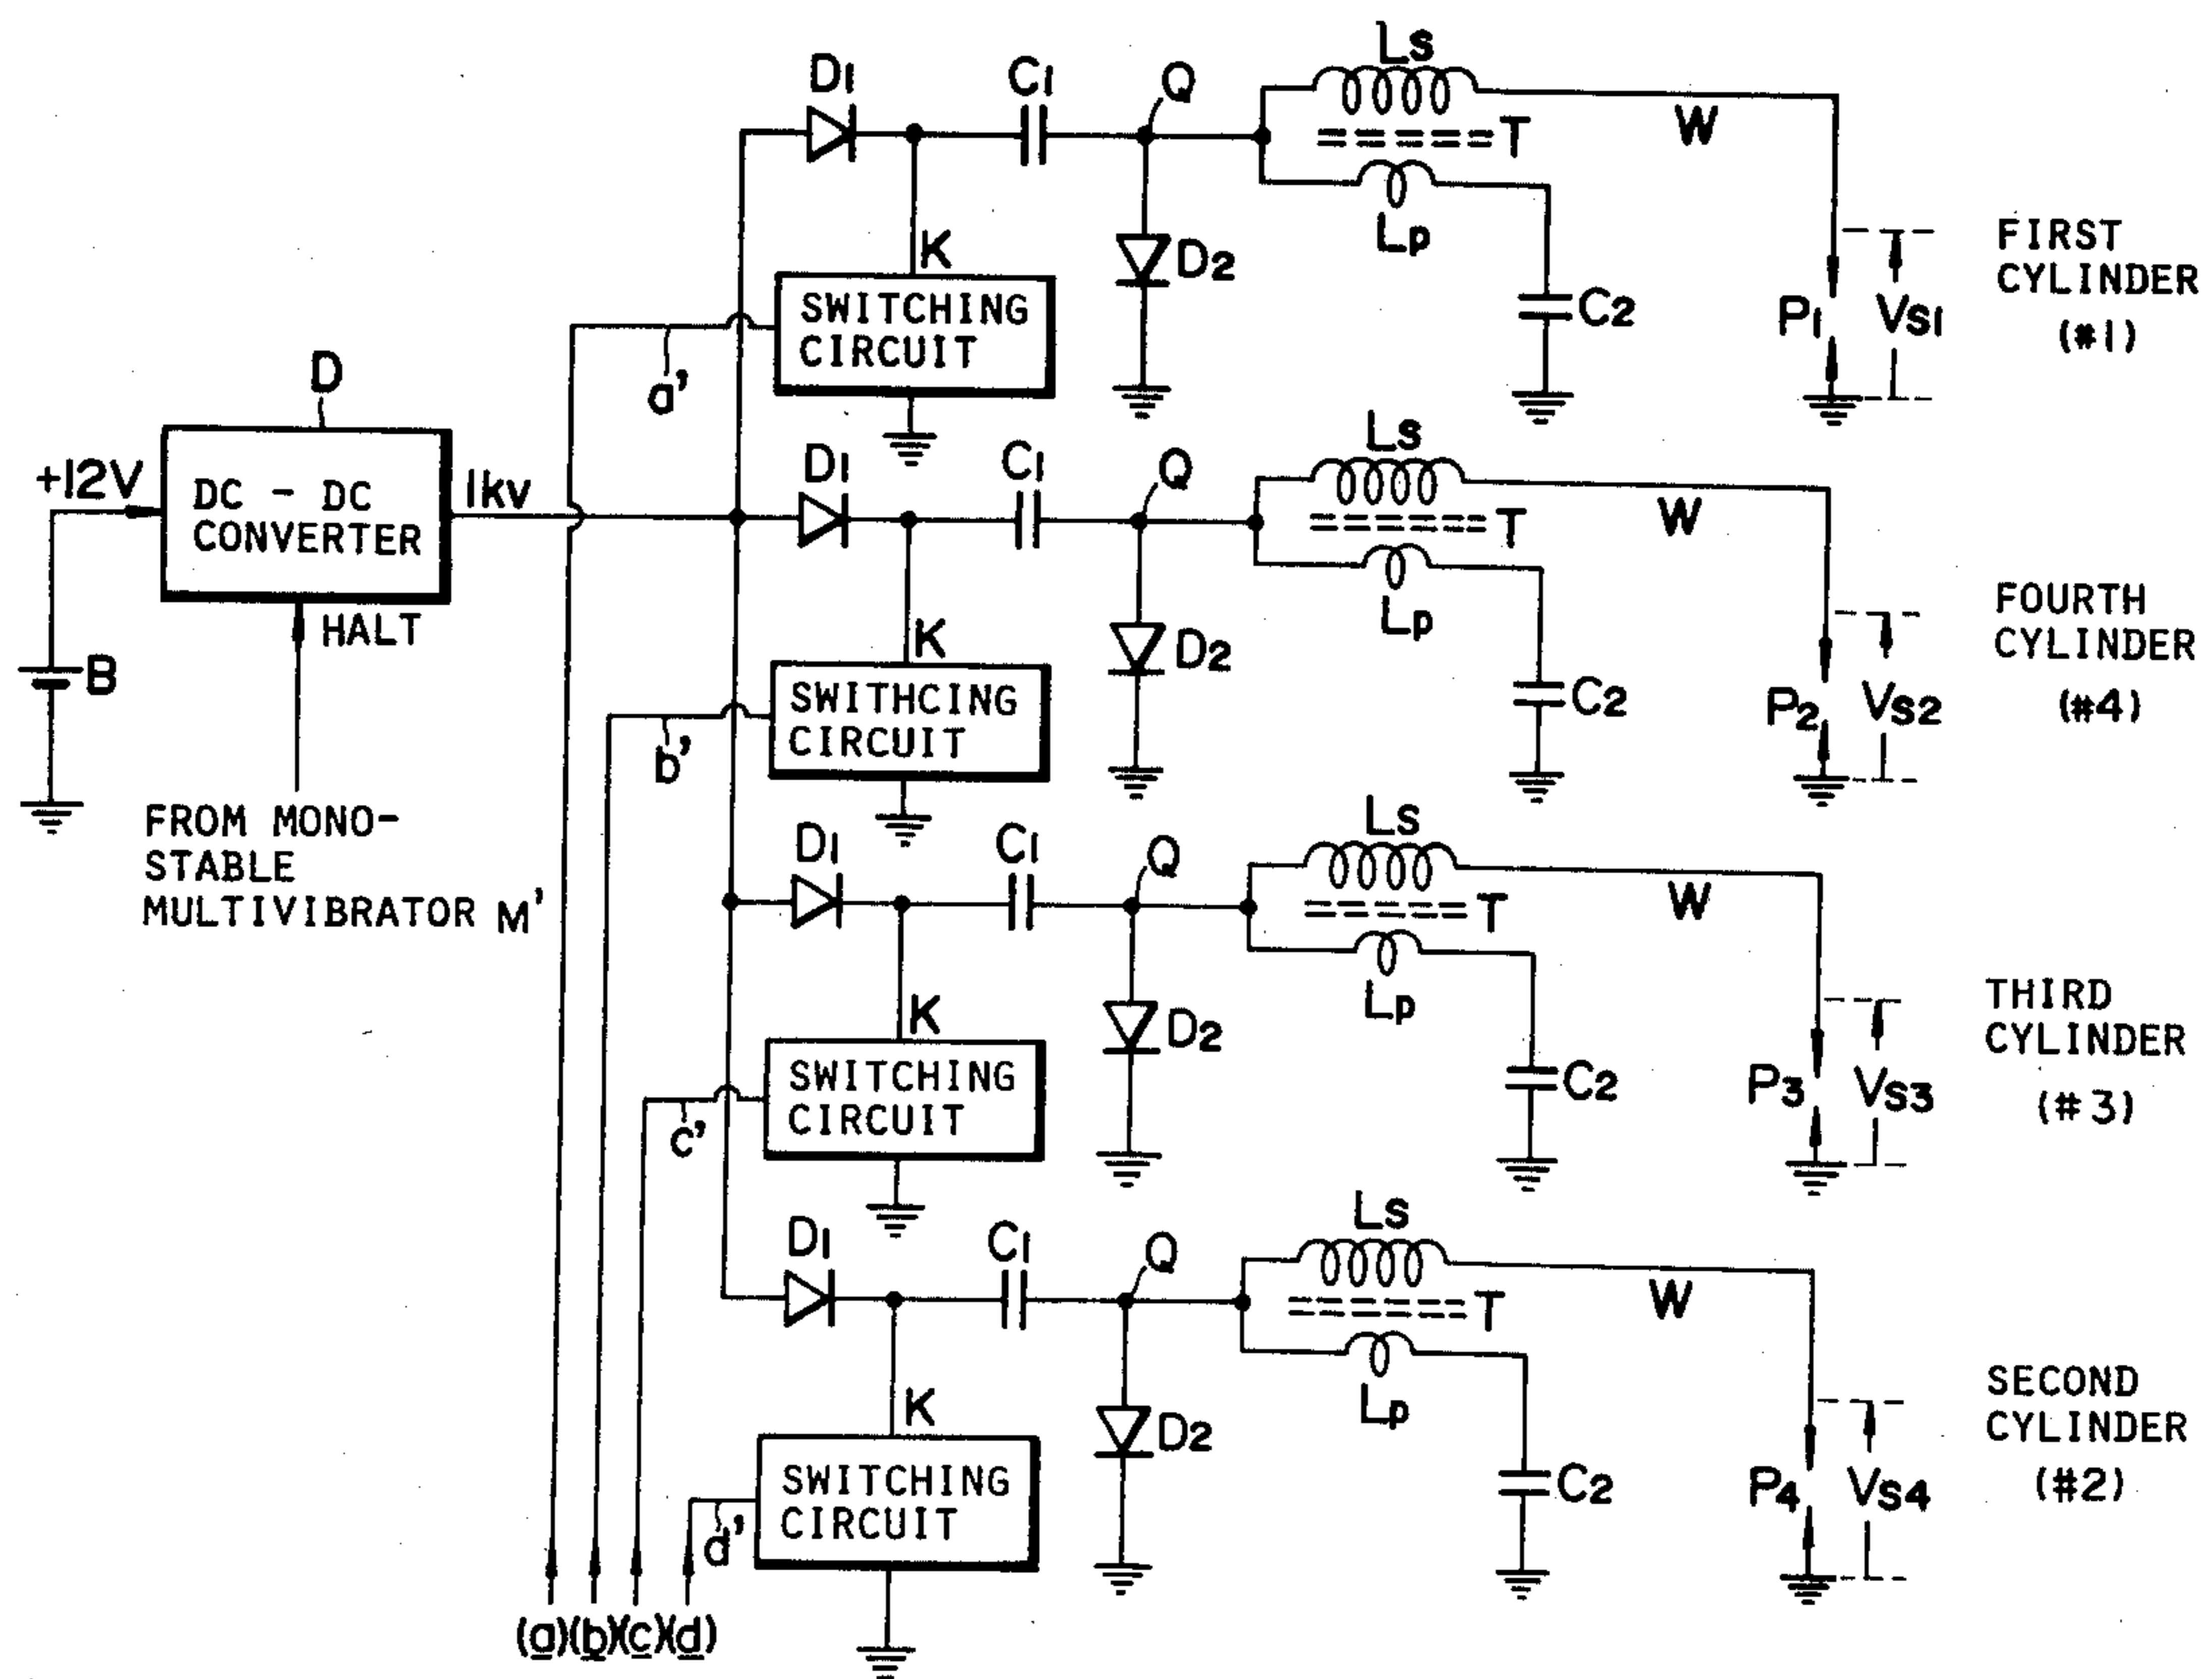 Ls
D1
C1
Q
T
W
Lp
K
D2
SWITCHING
CIRCUIT
C2
P1
VS1
FIRST
CYLINDER
(#1)
a'
D
+12V
DC - DC
CONVERTER
1kv
HALT
B
FROM MONO-
STABLE
MULTIVIBRATOR M'
D1
C1
Q
Ls
T
W
Lp
K
D2
SWITHCING
CIRCUIT
C2
P2
VS2
FOURTH
CYLINDER
(#4)
b'
D1
C1
Q
Ls
T
W
Lp
K
D2
SWITCHING
CIRCUIT
C2
P3
VS3
THIRD
CYLINDER
(#3)
c'
D1
C1
Q
Ls
T
W
Lp
K
D2
SWITCHING
CIRCUIT
C2
P4
VS4
SECOND
CYLINDER
(#2)
d'
(a)(b)(c)(d)